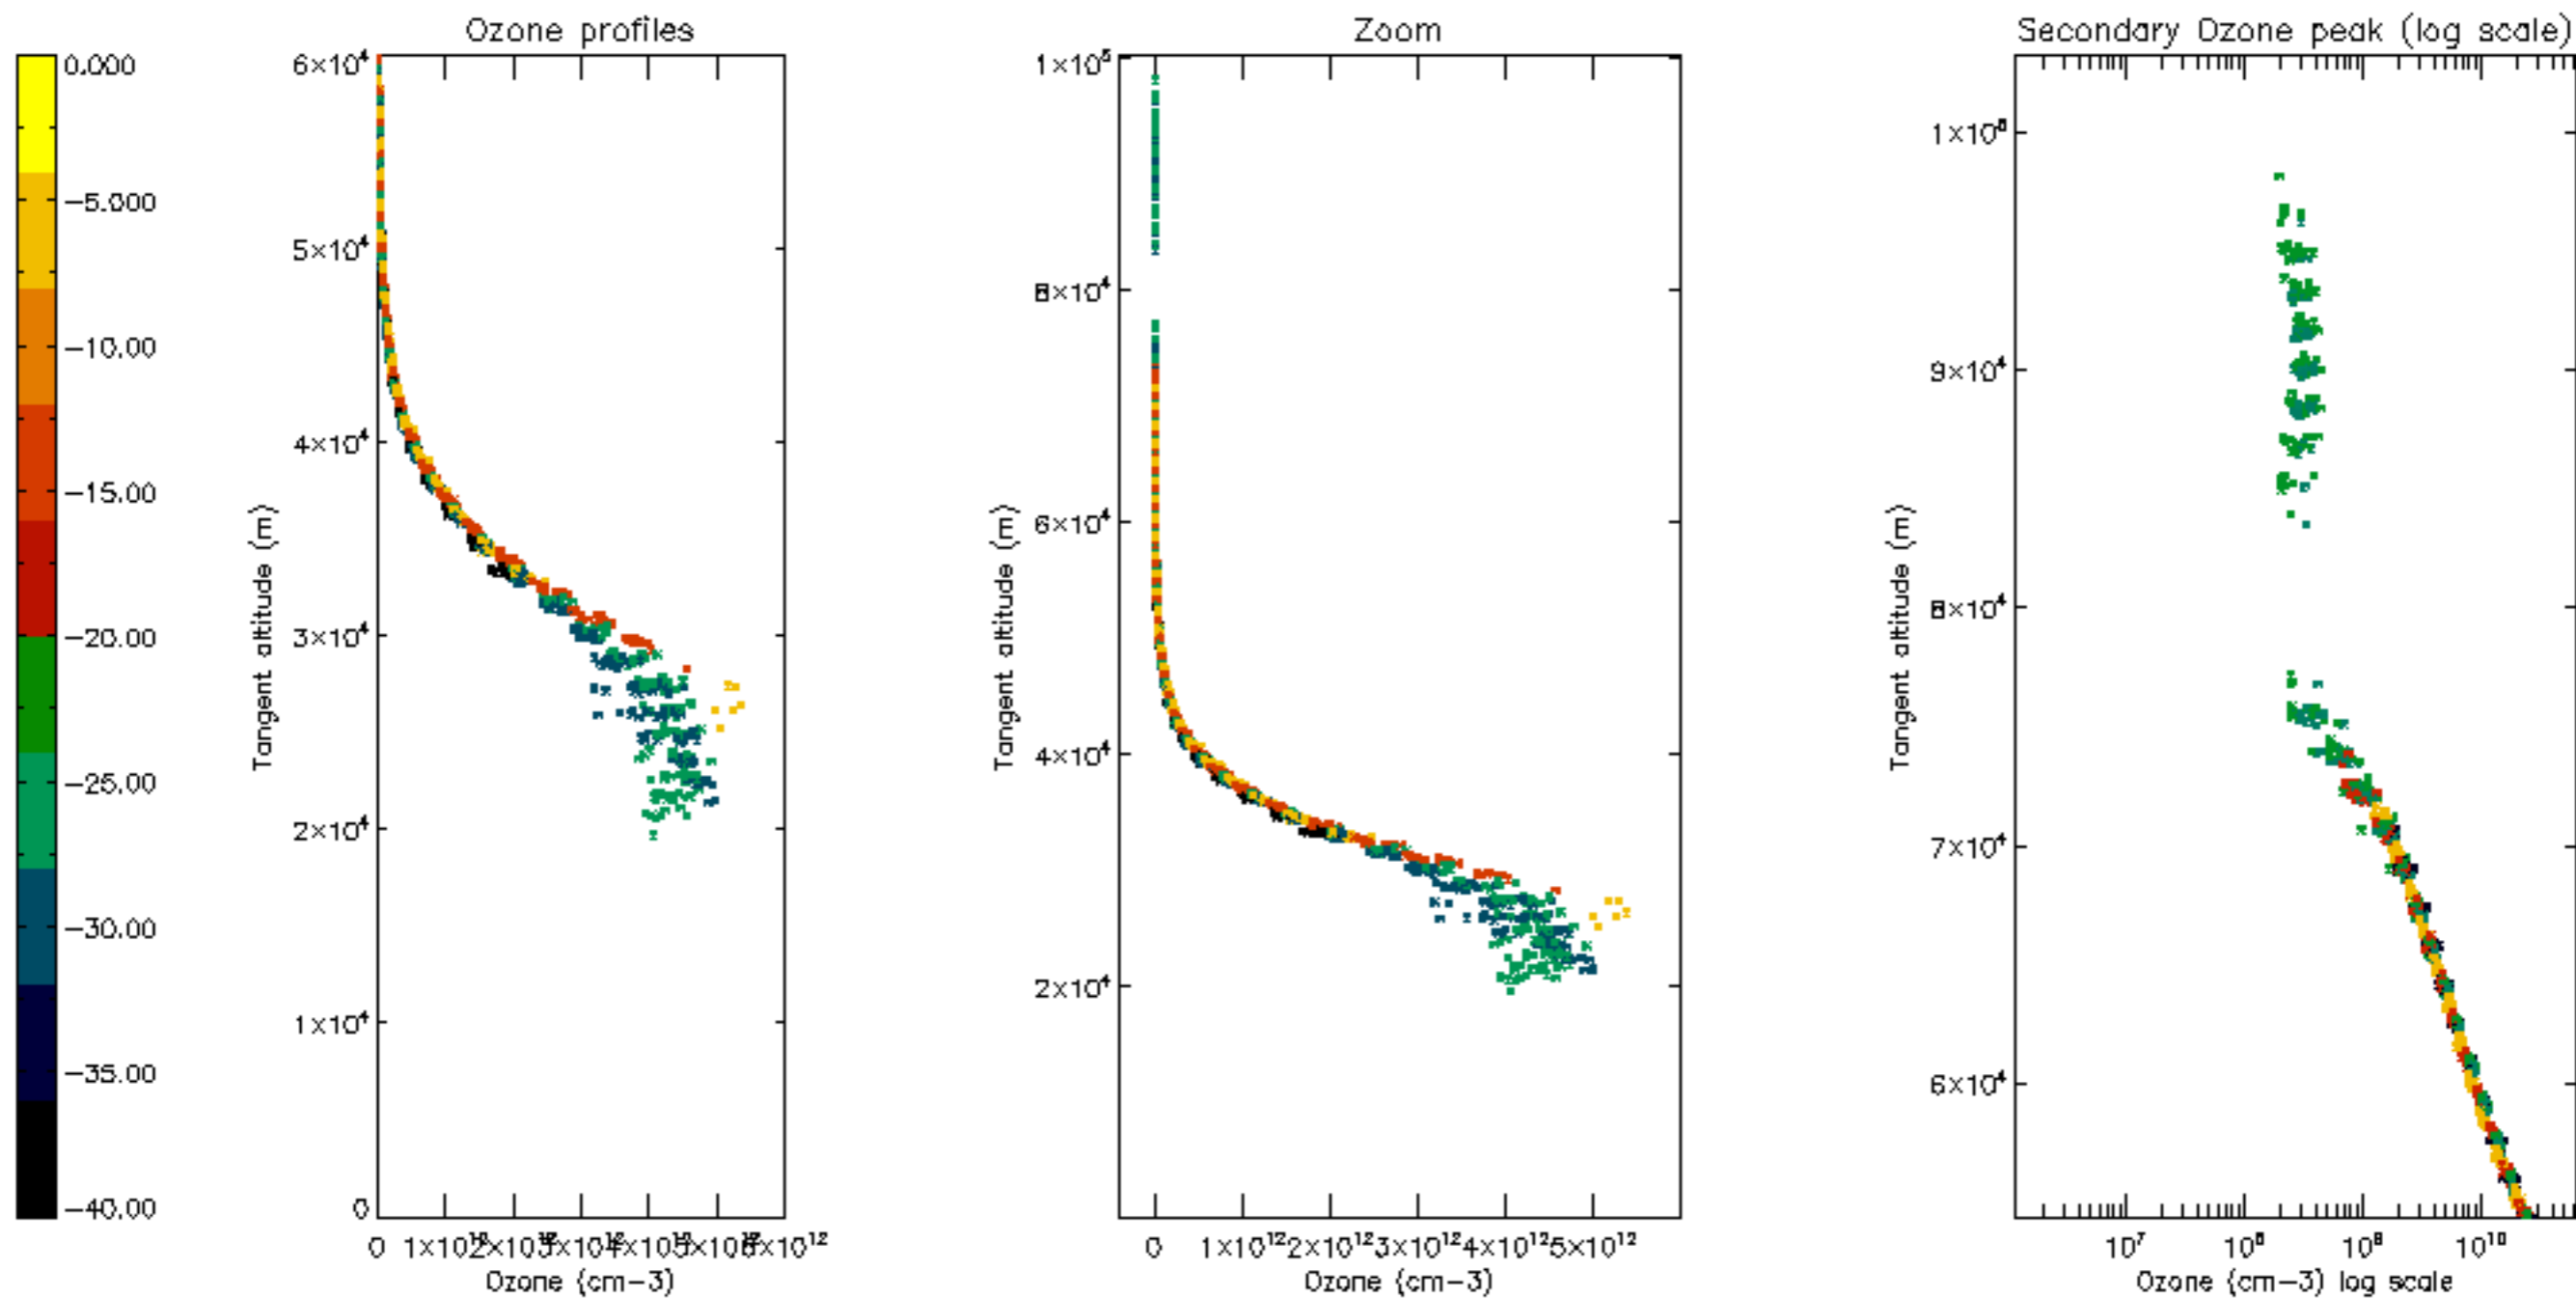 Ozone profiles
Zoom
Secondary Ozone peak (log scale)
0.000
−5.000
−10.00
−15.00
−20.00
−25.00
−30.00
−35.00
−40.00
6×10⁴
5×10⁴
4×10⁴
3×10⁴
2×10⁴
1×10⁴
0
Tangent altitude (m)
0
Ozone (cm−3)
1×10⁵
8×10⁴
6×10⁴
4×10⁴
2×10⁴
Tangent altitude (m)
0 1×10¹² 2×10¹² 3×10¹² 4×10¹² 5×10¹²
Ozone (cm−3)
9×10⁴
8×10⁴
7×10⁴
6×10⁴
Tangent altitude (m)
10⁷ 10⁸ 10⁹ 10¹⁰
Ozone (cm−3) log scale